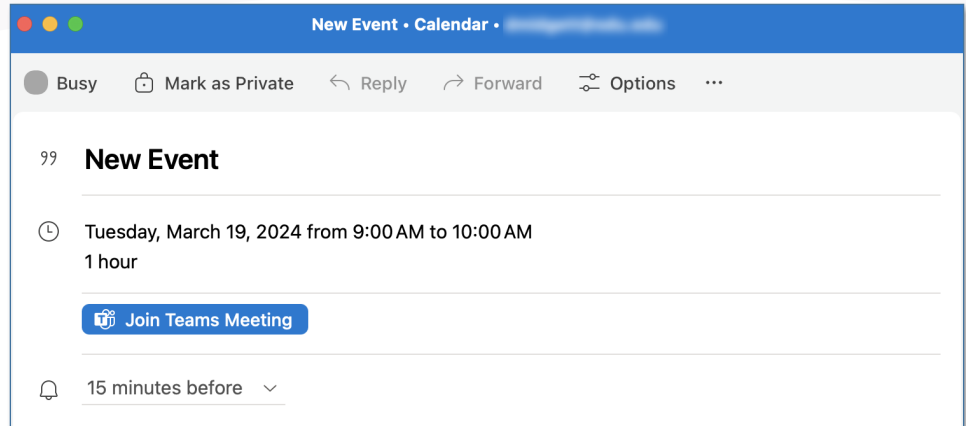 New Event • Calendar •
Busy Mark as Private Reply Forward Options ...
New Event
Tuesday, March 19, 2024 from 9:00 AM to 10:00 AM
1 hour
Join Teams Meeting
15 minutes before